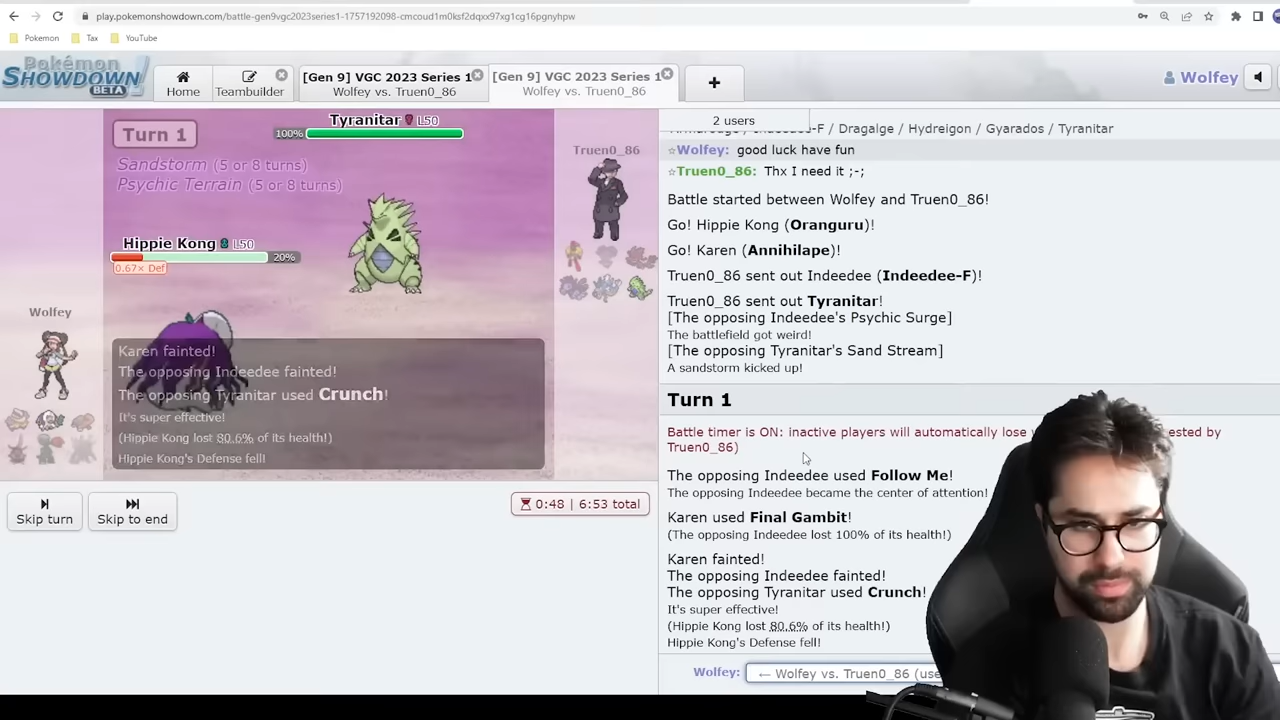 play.pokemonshowdown.com/battle-gen9vgc2023series1-1757192098-cmcoud1m0ksf2dqxx97xg1cg16pgnyhpw
Pokemon
Tax
YouTube
Pokémon
SHOWDOWN!
BETA
Home
Teambuilder
[Gen 9] VGC 2023 Series 1
Wolfey vs. Truen0_86
[Gen 9] VGC 2023 Series 1
Wolfey vs. Truen0_86
+
Wolfey
Turn 1
Sandstorm (5 or 8 turns)
Psychic Terrain (5 or 8 turns)
Tyranitar L50
100%
Hippie Kong L50
20%
0.67× Def
Truen0_86
Wolfey
Karen fainted!
The opposing Indeedee fainted!
The opposing Tyranitar used Crunch!
It's super effective!
(Hippie Kong lost 80.6% of its health!)
Hippie Kong's Defense fell!
Skip turn
Skip to end
0:48 | 6:53 total
2 users
/ Dragalge / Hydreigon / Gyarados / Tyranitar
☆Wolfey: good luck have fun
☆Truen0_86: Thx I need it ;-;
Battle started between Wolfey and Truen0_86!
Go! Hippie Kong (Oranguru)!
Go! Karen (Annihilape)!
Truen0_86 sent out Indeedee (Indeedee-F)!
Truen0_86 sent out Tyranitar!
[The opposing Indeedee's Psychic Surge]
The battlefield got weird!
[The opposing Tyranitar's Sand Stream]
A sandstorm kicked up!
Turn 1
Battle timer is ON: inactive players will automatically lose
Truen0_86)
The opposing Indeedee used Follow Me!
The opposing Indeedee became the center of attention!
Karen used Final Gambit!
(The opposing Indeedee lost 100% of its health!)
Karen fainted!
The opposing Indeedee fainted!
The opposing Tyranitar used Crunch!
It's super effective!
(Hippie Kong lost 80.6% of its health!)
Hippie Kong's Defense fell!
Wolfey:
← Wolfey vs. Truen0_86